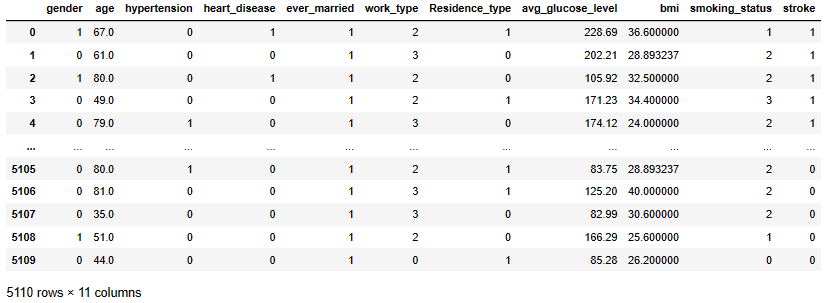 gender age hypertension heart_disease ever_married work_type Residence_type avg_glucose_level bmi smoking_status stroke
0 1 67.0 0 1 1 2 1 228.69 36.600000 1 1
1 0 61.0 0 0 1 3 0 202.21 28.893237 2 1
2 1 80.0 0 1 1 2 0 105.92 32.500000 2 1
3 0 49.0 0 0 1 2 1 171.23 34.400000 3 1
4 0 79.0 1 0 1 3 0 174.12 24.000000 2 1
... ... ... ... ... ... ... ... ... ... ... ...
5105 0 80.0 1 0 1 2 1 83.75 28.893237 2 0
5106 0 81.0 0 0 1 3 1 125.20 40.000000 2 0
5107 0 35.0 0 0 1 3 0 82.99 30.600000 2 0
5108 1 51.0 0 0 1 2 0 166.29 25.600000 1 0
5109 0 44.0 0 0 1 0 1 85.28 26.200000 0 0
5110 rows × 11 columns